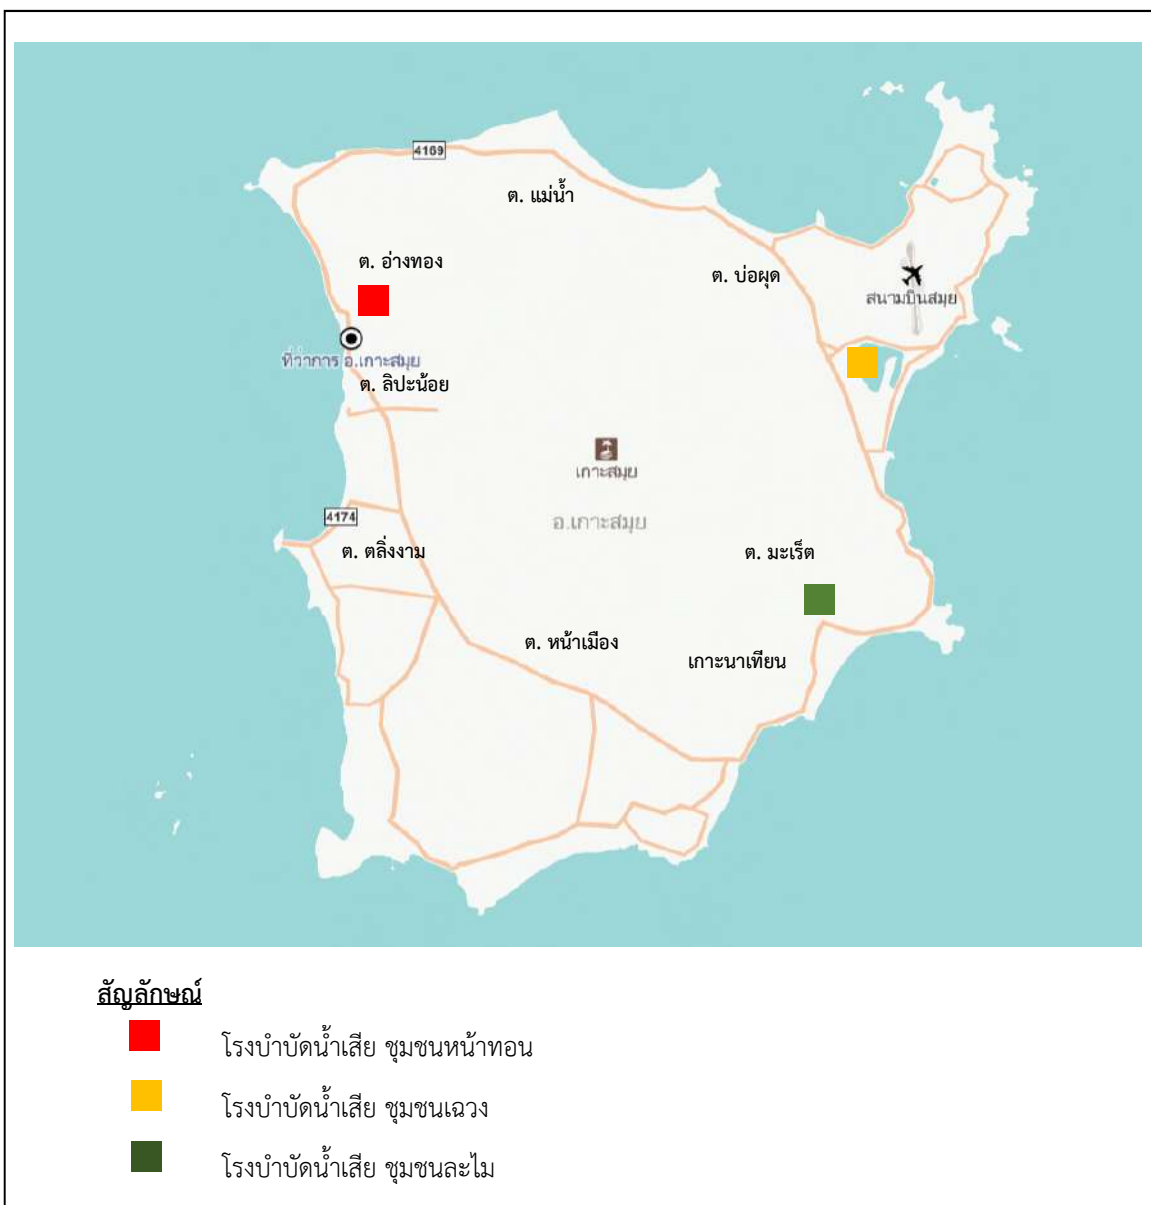 4169
ต. แม่น้ำ
ต. อ่างทอง
ต. บ่อผุด
สนามบินสมุย
ที่ว่าการ อ.เกาะสมุย
ต. ลิปะน้อย
เกาะสมุย
4174
อ.เกาะสมุย
ต. ตลิ่งงาม
ต. มะเร็ต
ต. หน้าเมือง
เกาะนาเทียน
สัญลักษณ์
โรงบำบัดน้ำเสีย ชุมชนหน้าทอน
โรงบำบัดน้ำเสีย ชุมชนเฉวง
โรงบำบัดน้ำเสีย ชุมชนละไม